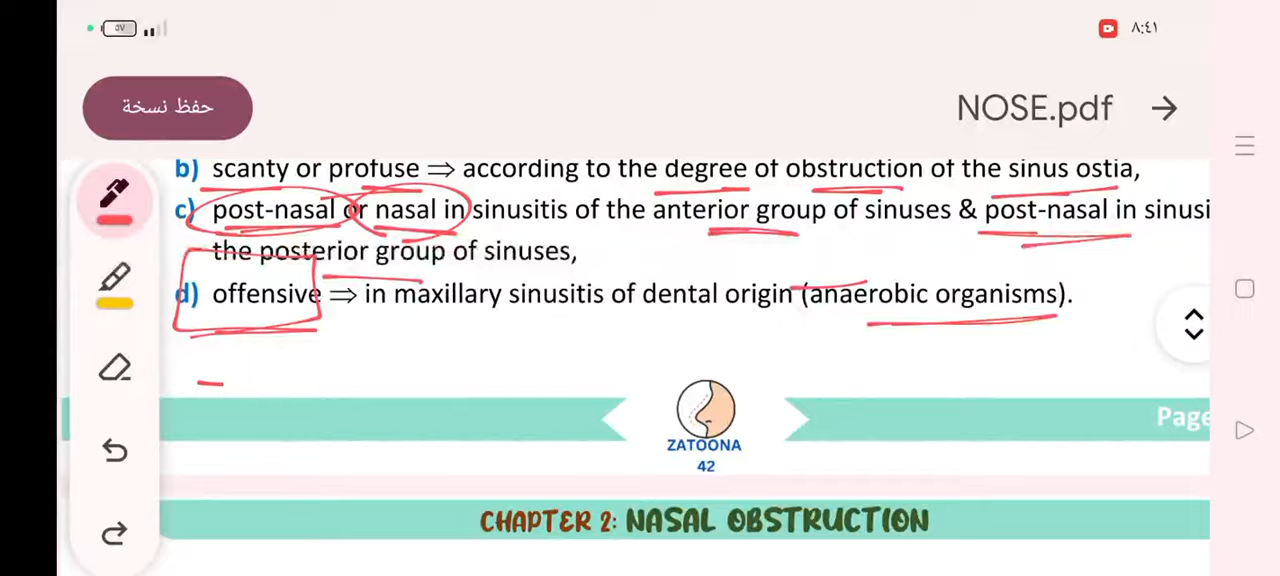 ٨:٤١
حفظ نسخة
NOSE.pdf
b) scanty or profuse ⟹ according to the degree of obstruction of the sinus ostia,
c) post-nasal or nasal in sinusitis of the anterior group of sinuses & post-nasal in sinusi
the posterior group of sinuses,
d) offensive ⟹ in maxillary sinusitis of dental origin (anaerobic organisms).
Page
ZATOONA
42
CHAPTER 2: NASAL OBSTRUCTION